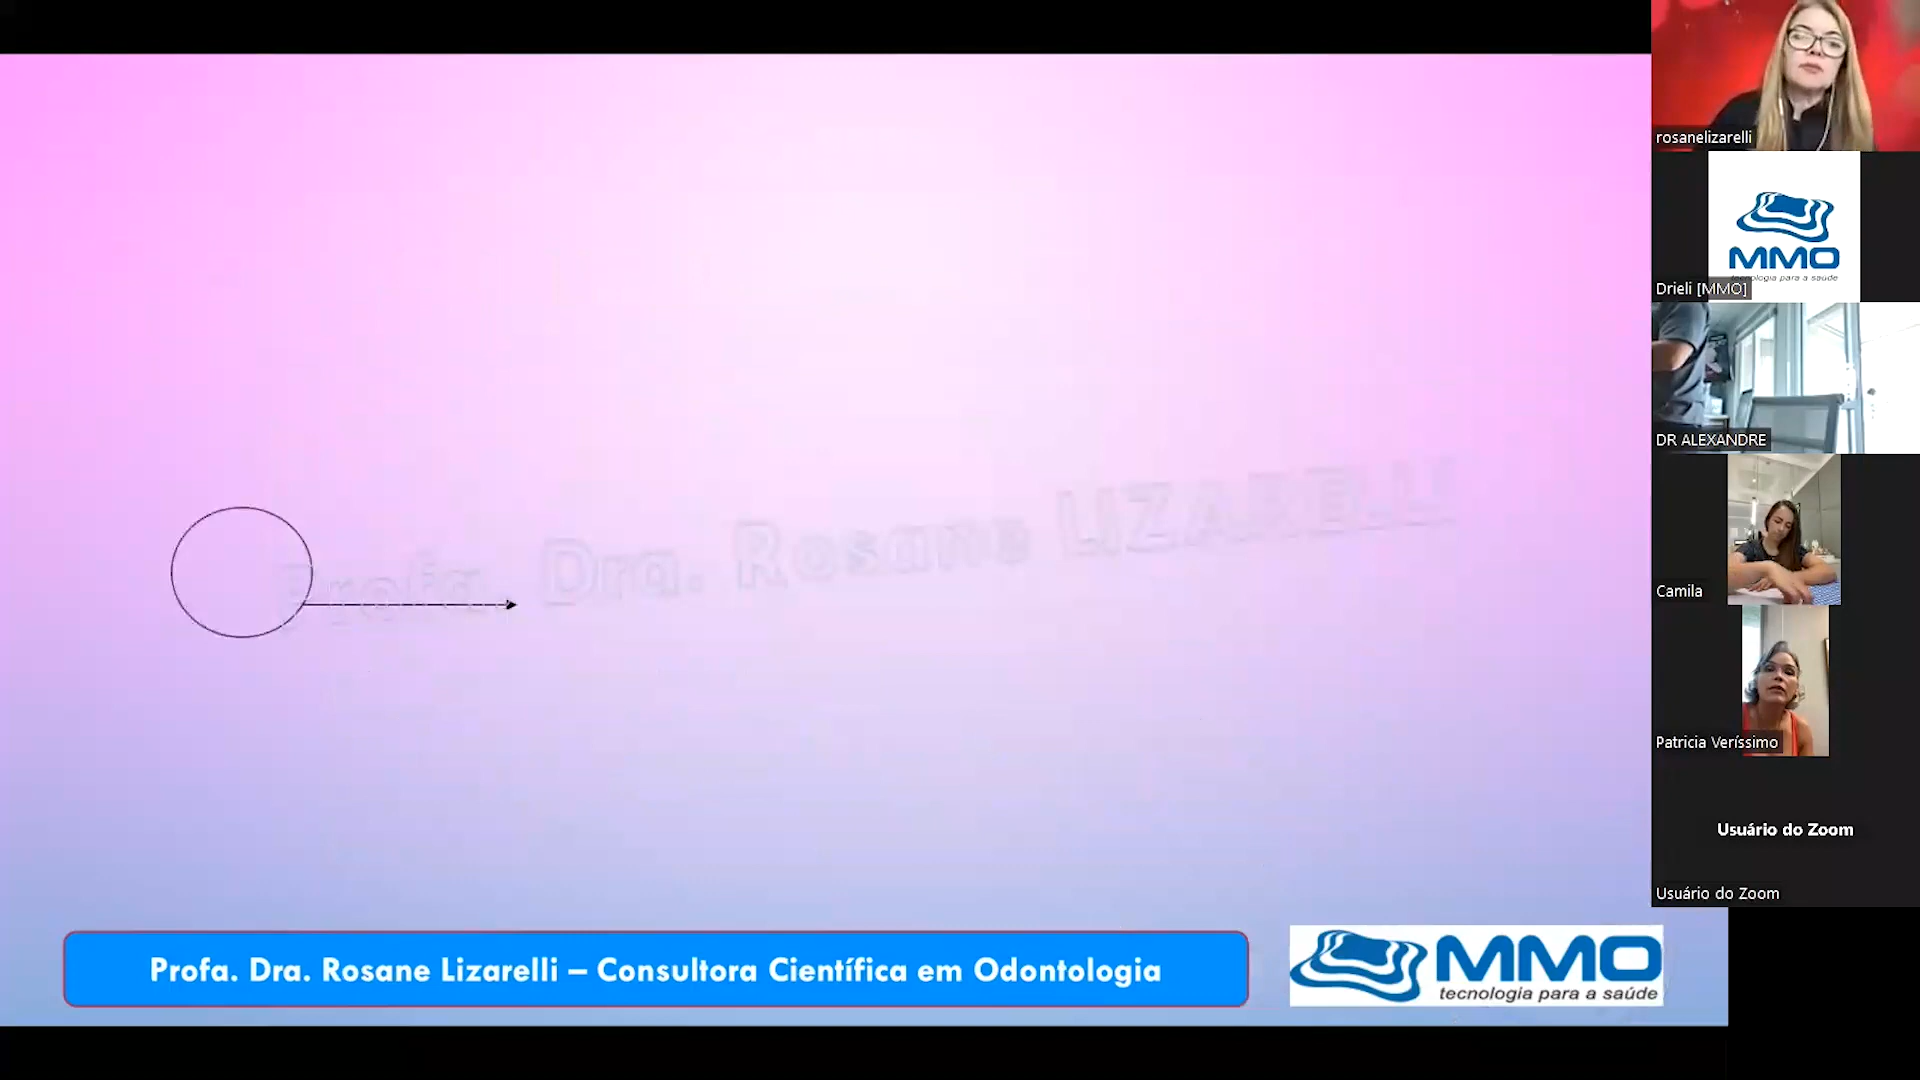 Profa. Dra. Rosane LIZARELLI
Profa. Dra. Rosane Lizarelli – Consultora Científica em Odontologia
MMO
tecnologia para a saúde
rosanelizarelli
MMO
tecnologia para a saúde
Drieli [MMO]
DR ALEXANDRE
Camila
Patricia Veríssimo
Usuário do Zoom
Usuário do Zoom